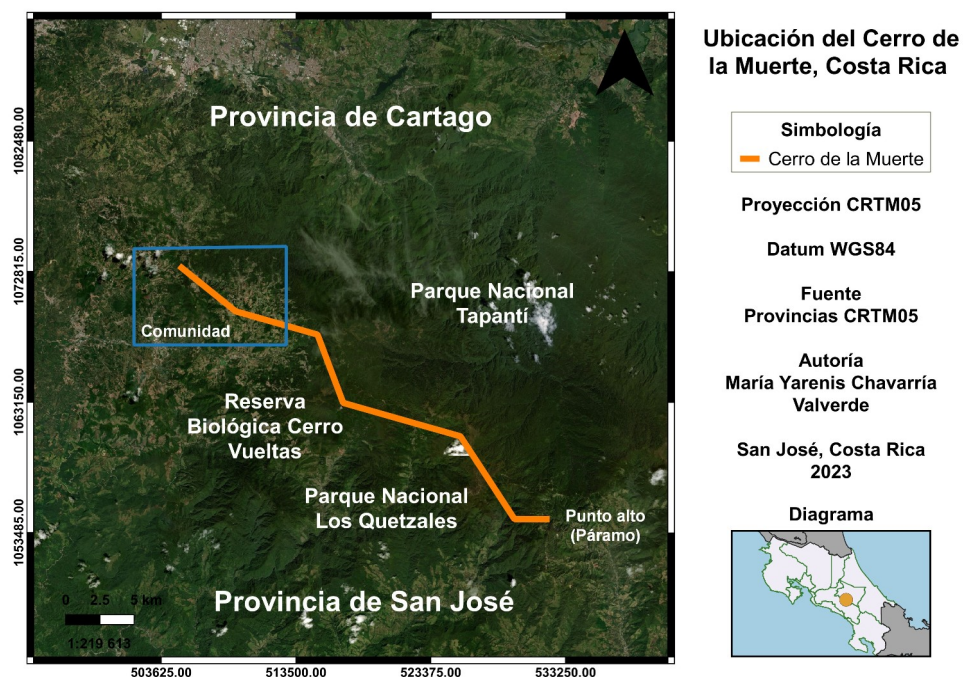 Ubicación del Cerro de
la Muerte, Costa Rica
Simbología
Cerro de la Muerte
Proyección CRTM05
Datum WGS84
Fuente
Provincias CRTM05
Autoría
María Yarenis Chavarría
Valverde
San José, Costa Rica
2023
Diagrama
Provincia de Cartago
Parque Nacional
Tapantí
Comunidad
Reserva
Biológica Cerro
Vueltas
Parque Nacional
Los Quetzales
Punto alto
(Páramo)
Provincia de San José
0 2.5 5 km
1:219 613
1082480.00
1072815.00
1063150.00
1053485.00
503625.00 513500.00 523375.00 533250.00